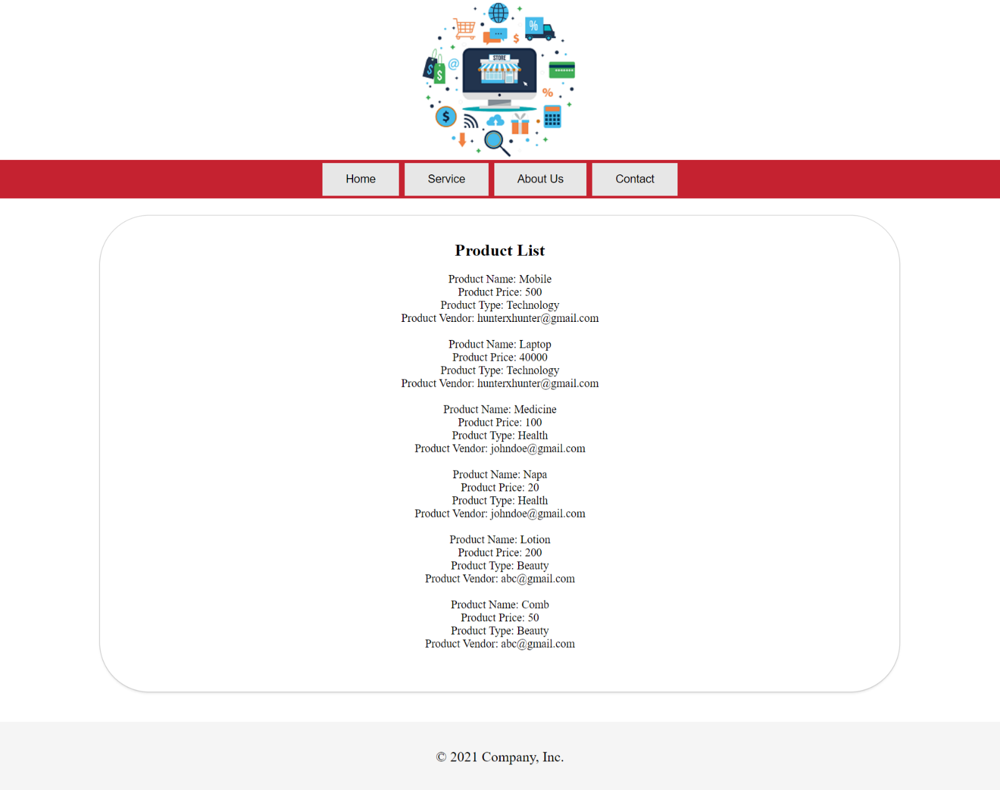 STORE
Home
Service
About Us
Contact
Product List
Product Name: Mobile
Product Price: 500
Product Type: Technology
Product Vendor: hunterxhunter@gmail.com
Product Name: Laptop
Product Price: 40000
Product Type: Technology
Product Vendor: hunterxhunter@gmail.com
Product Name: Medicine
Product Price: 100
Product Type: Health
Product Vendor: johndoe@gmail.com
Product Name: Napa
Product Price: 20
Product Type: Health
Product Vendor: johndoe@gmail.com
Product Name: Lotion
Product Price: 200
Product Type: Beauty
Product Vendor: abc@gmail.com
Product Name: Comb
Product Price: 50
Product Type: Beauty
Product Vendor: abc@gmail.com
© 2021 Company, Inc.